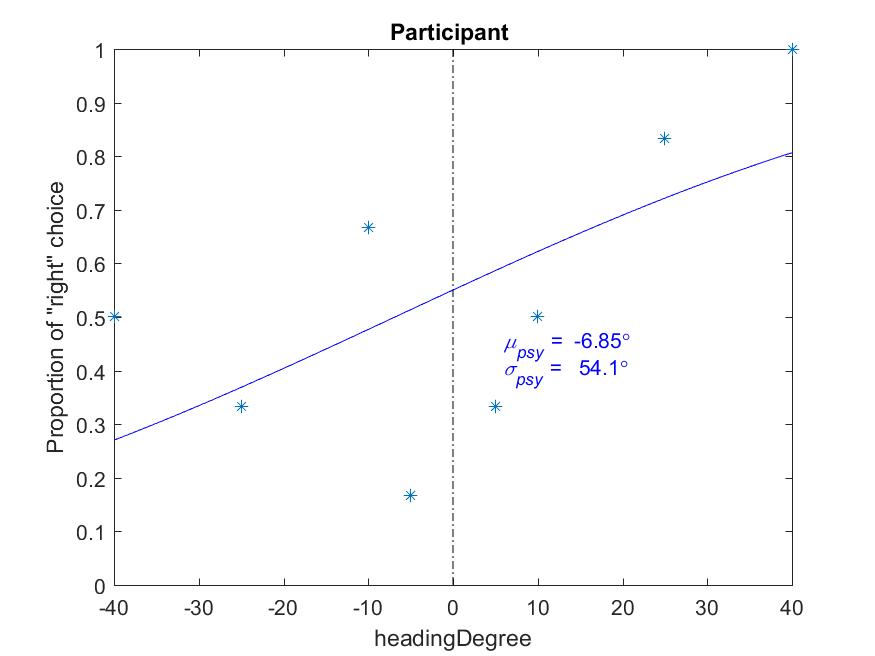 Participant
1
0.9
0.8
0.7
0.6
0.5
0.4
0.3
0.2
0.1
0
Proportion of "right" choice
μpsy = -6.85°
σpsy = 54.1°
-40 -30 -20 -10 0 10 20 30 40
headingDegree